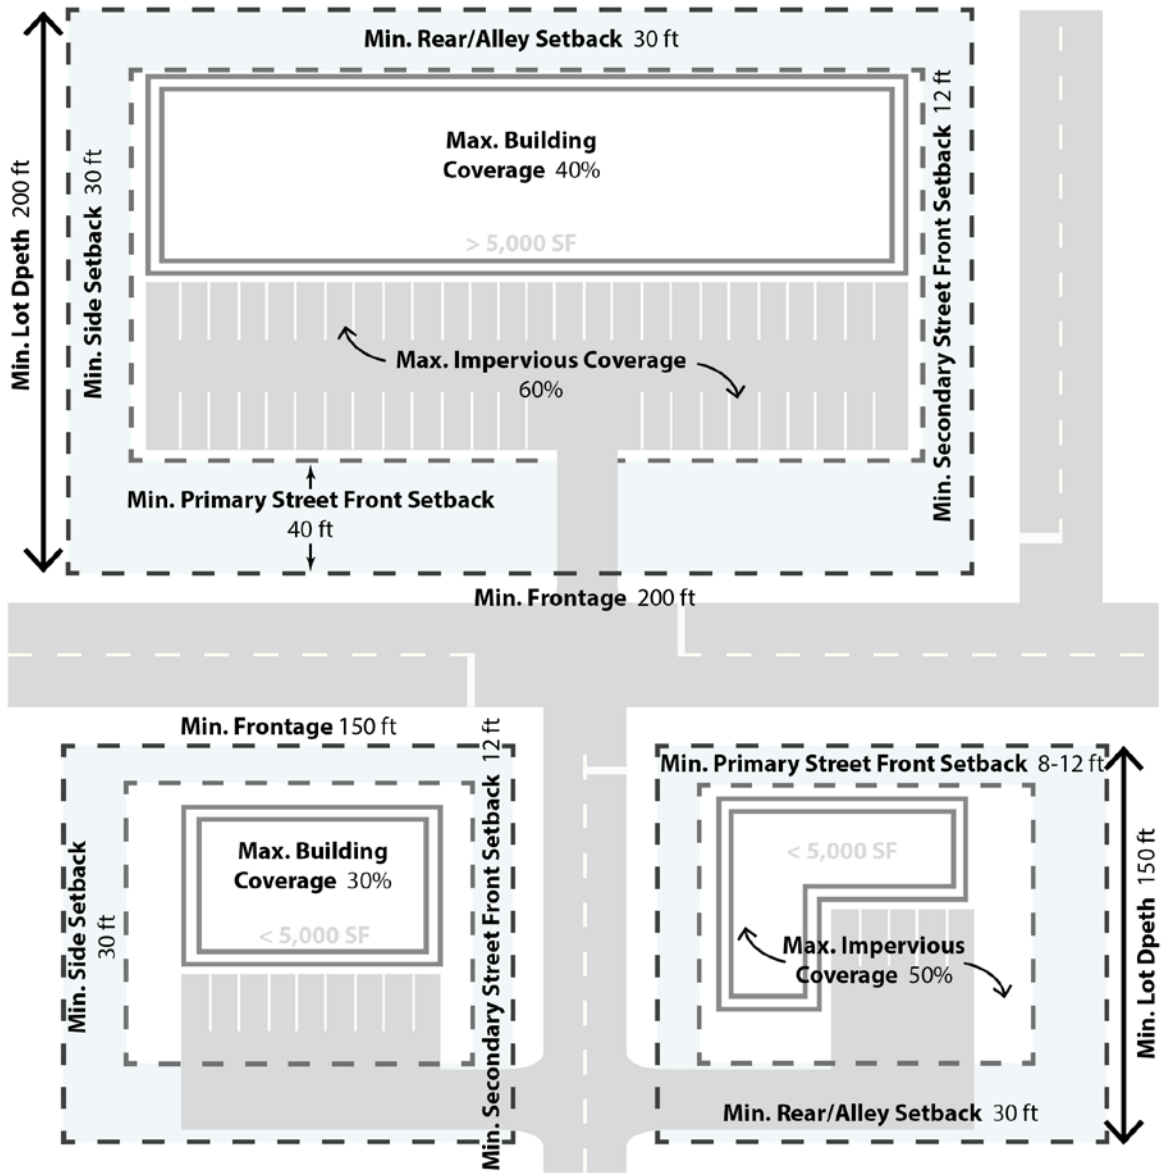 Min. Rear/Alley Setback 30 ft
Min. Lot Dpeth 200 ft
Min. Side Setback 30 ft
Max. Building
Coverage 40%
> 5,000 SF
Min. Secondary Street Front Setback 12 ft
Max. Impervious Coverage
60%
Min. Primary Street Front Setback
40 ft
Min. Frontage 200 ft
Min. Frontage 150 ft
Min. Side Setback
30 ft
Max. Building
Coverage 30%
< 5,000 SF
Min. Secondary Street Front Setback 12 ft
Min. Primary Street Front Setback 8-12 ft
< 5,000 SF
Max. Impervious
Coverage 50%
Min. Rear/Alley Setback 30 ft
Min. Lot Dpeth 150 ft